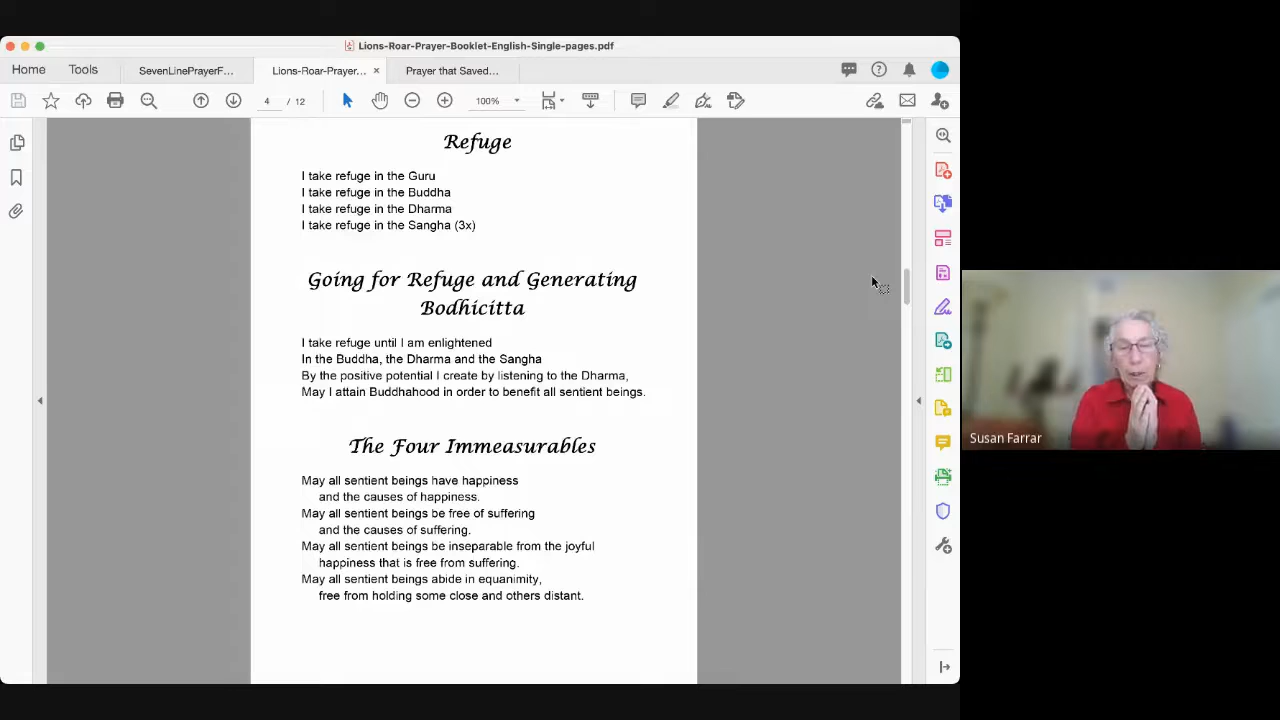 Lions-Roar-Prayer-Booklet-English-Single-pages.pdf
Home Tools SevenLinePrayerF... Lions-Roar-Prayer... × Prayer that Saved...
4 / 12 100%
Refuge
I take refuge in the Guru
I take refuge in the Buddha
I take refuge in the Dharma
I take refuge in the Sangha (3x)
Going for Refuge and Generating
Bodhicitta
I take refuge until I am enlightened
In the Buddha, the Dharma and the Sangha
By the positive potential I create by listening to the Dharma,
May I attain Buddhahood in order to benefit all sentient beings.
The Four Immeasurables
May all sentient beings have happiness
and the causes of happiness.
May all sentient beings be free of suffering
and the causes of suffering.
May all sentient beings be inseparable from the joyful
happiness that is free from suffering.
May all sentient beings abide in equanimity,
free from holding some close and others distant.
Susan Farrar